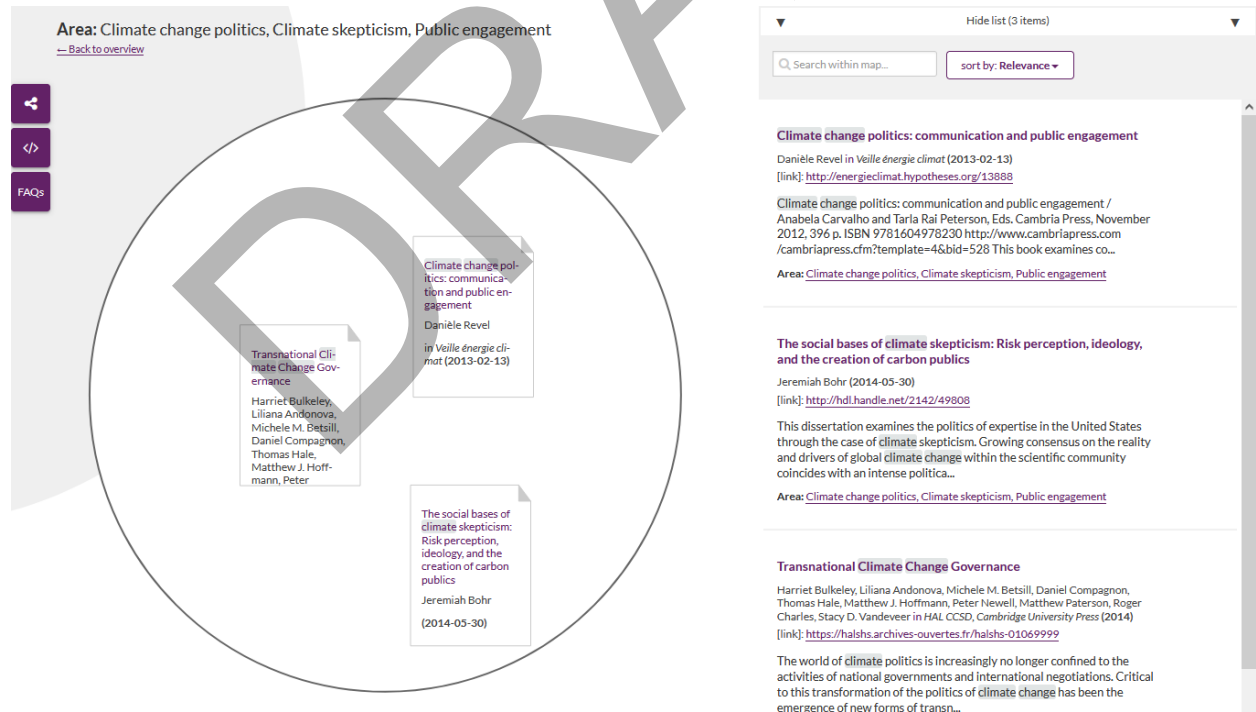 Area: Climate change politics, Climate skepticism, Public engagement
← Back to overview
</>
FAQs
Climate change pol-
itics: communica-
tion and public en-
gagement
Danièle Revel
in Veille énergie cli-
mat (2013-02-13)
Transnational Cli-
mate Change Gov-
ernance
Harriet Bulkeley,
Liliana Andonova,
Michele M. Betsill,
Daniel Compagnon,
Thomas Hale,
Matthew J. Hoff-
mann, Peter
The social bases of
climate skepticism:
Risk perception,
ideology, and the
creation of carbon
publics
Jeremiah Bohr
(2014-05-30)
DRA
▼ Hide list (3 items) ▼
Search within map...
sort by: Relevance
Climate change politics: communication and public engagement
Danièle Revel in Veille énergie climat (2013-02-13)
[link]: http://energieclimat.hypotheses.org/13888
Climate change politics: communication and public engagement /
Anabela Carvalho and Tarla Rai Peterson, Eds. Cambria Press, November
2012, 396 p. ISBN 9781604978230 http://www.cambriapress.com
/cambriapress.cfm?template=4&bid=528 This book examines co...
Area: Climate change politics, Climate skepticism, Public engagement
The social bases of climate skepticism: Risk perception, ideology,
and the creation of carbon publics
Jeremiah Bohr (2014-05-30)
[link]: http://hdl.handle.net/2142/49808
This dissertation examines the politics of expertise in the United States
through the case of climate skepticism. Growing consensus on the reality
and drivers of global climate change within the scientific community
coincides with an intense politica...
Area: Climate change politics, Climate skepticism, Public engagement
Transnational Climate Change Governance
Harriet Bulkeley, Liliana Andonova, Michele M. Betsill, Daniel Compagnon,
Thomas Hale, Matthew J. Hoffmann, Peter Newell, Matthew Paterson, Roger
Charles, Stacy D. Vandeveer in HAL CCSD, Cambridge University Press (2014)
[link]: https://halshs.archives-ouvertes.fr/halshs-01069999
The world of climate politics is increasingly no longer confined to the
activities of national governments and international negotiations. Critical
to this transformation of the politics of climate change has been the
emergence of new forms of transn...